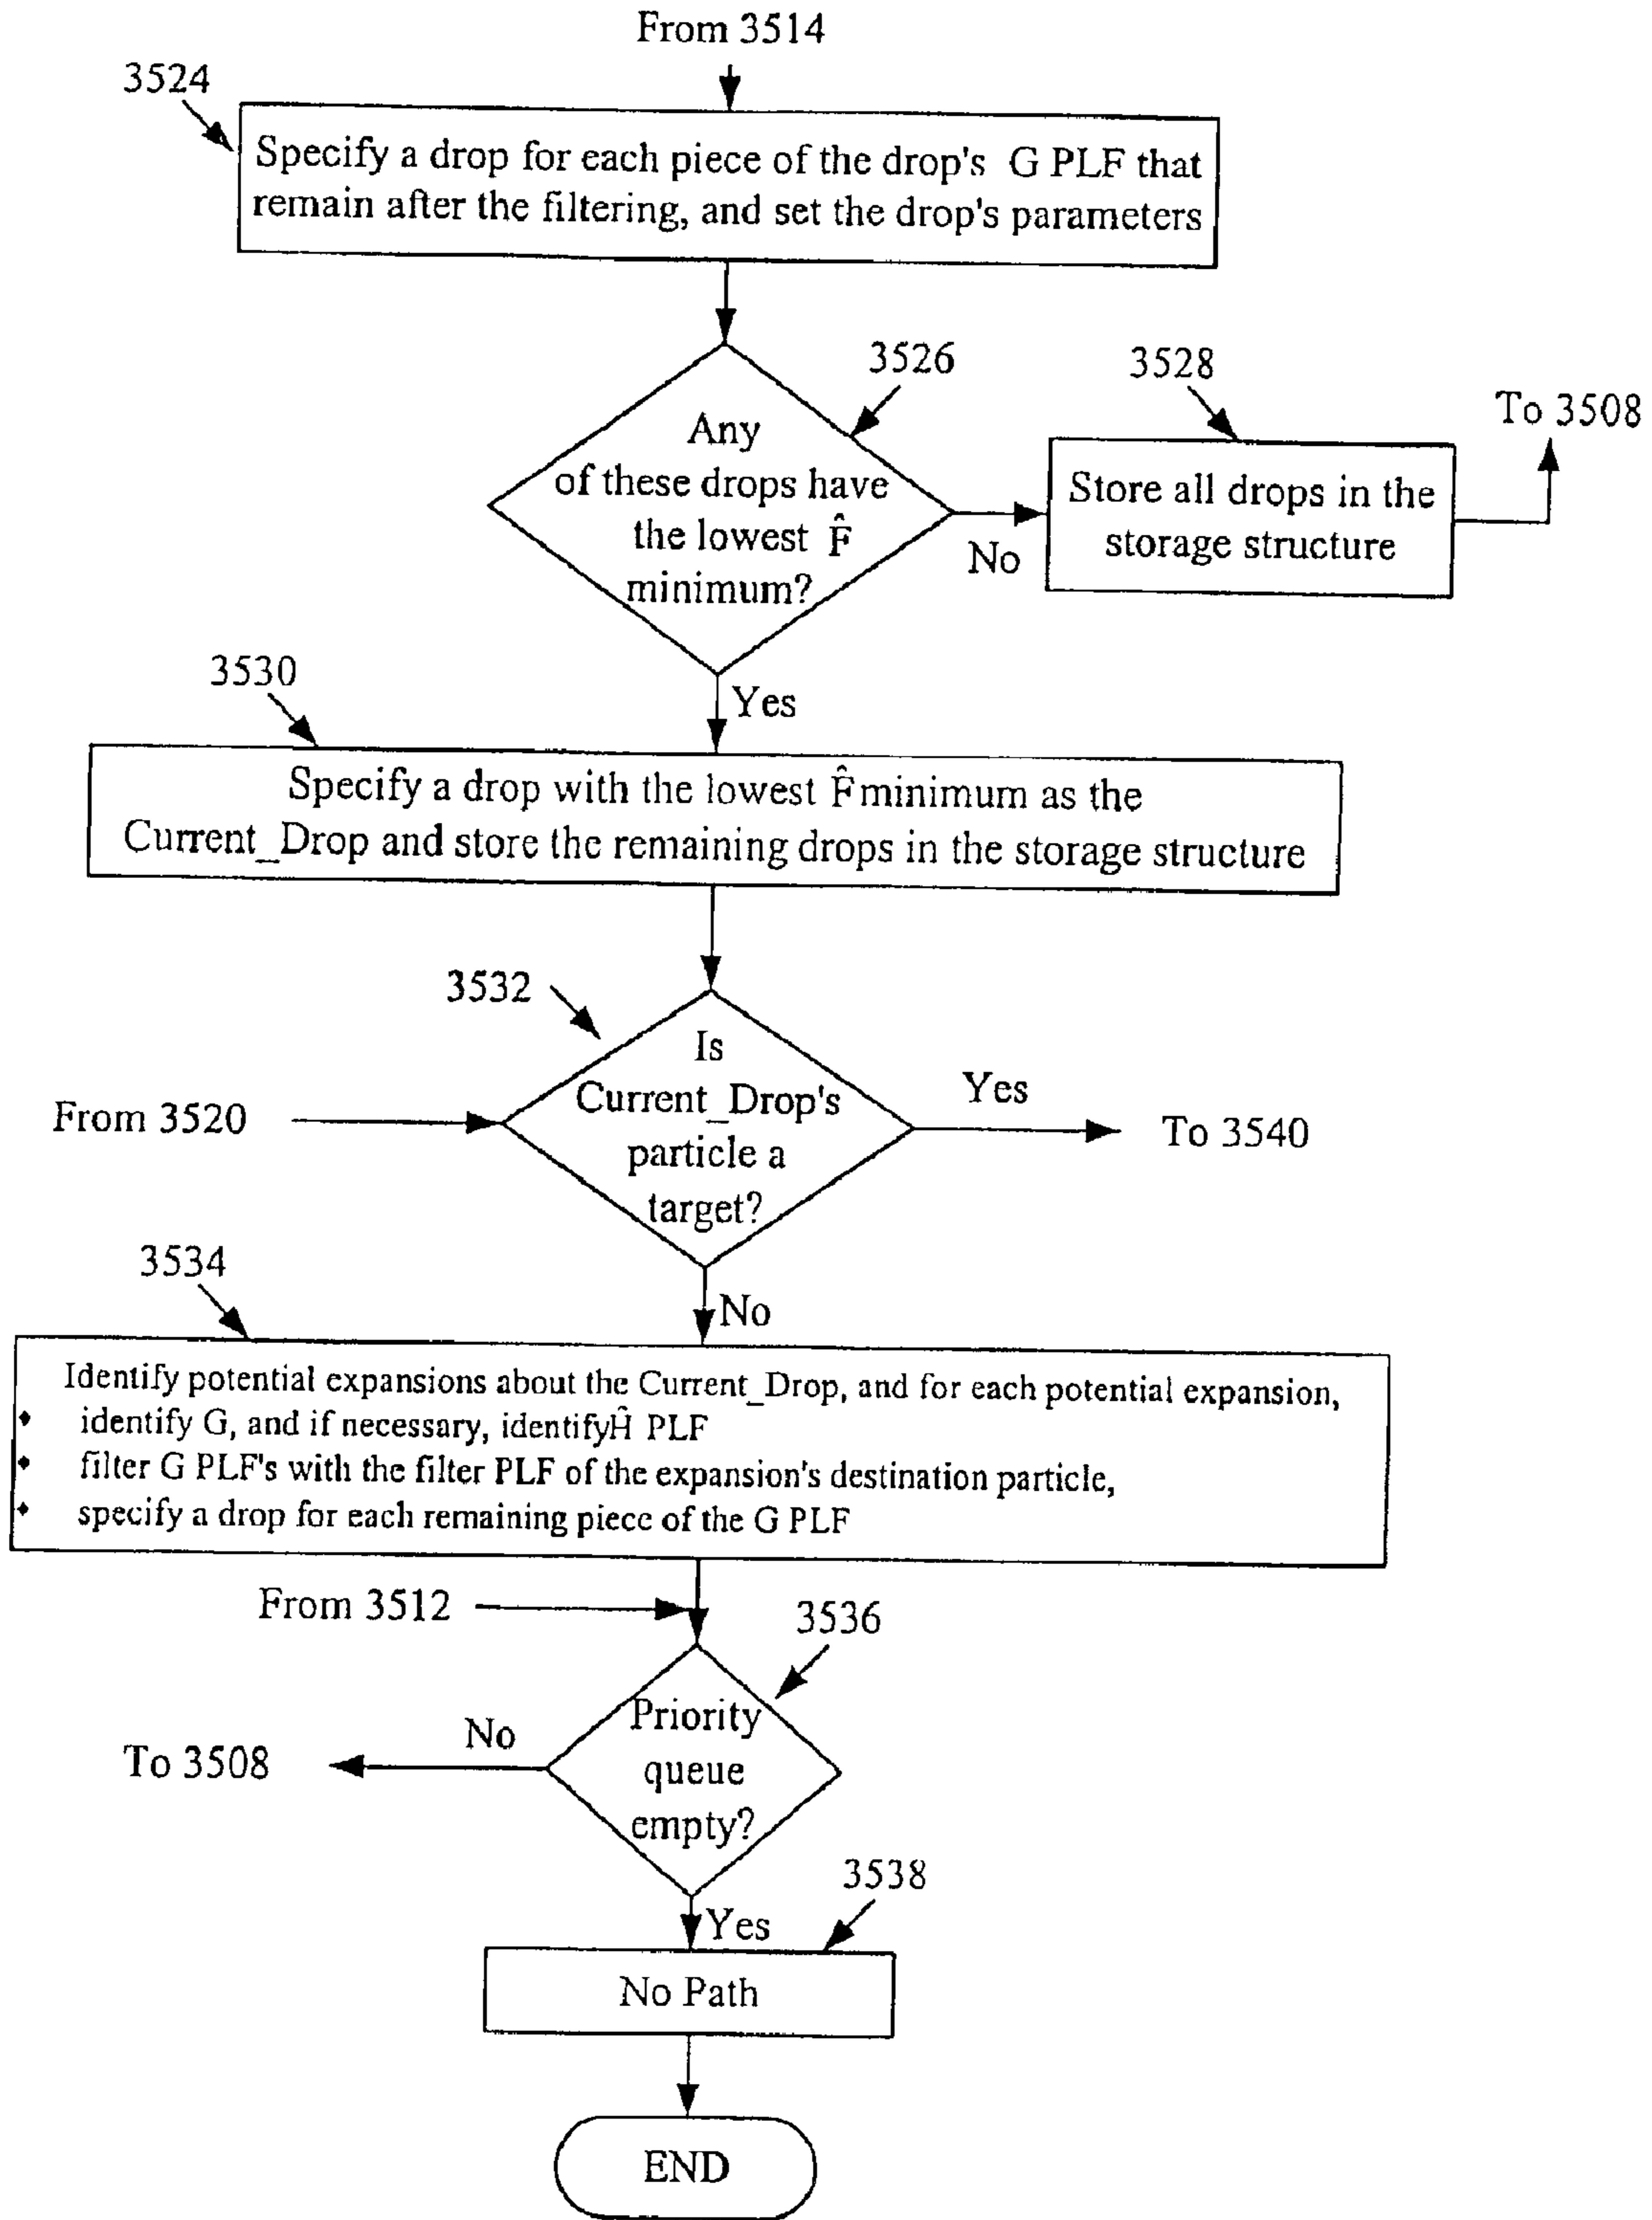 From 3514
3524
Specify a drop for each piece of the drop's G PLF that
remain after the filtering, and set the drop's parameters
3526
3528
To 3508
Any
of these drops have
the lowest F̂
minimum?
No
Store all drops in the
storage structure
3530
Yes
Specify a drop with the lowest F̂ minimum as the
Current_Drop and store the remaining drops in the storage structure
3532
Is
Current_Drop's
particle a
target?
Yes
From 3520
To 3540
3534
No
Identify potential expansions about the Current_Drop, and for each potential expansion,
♦ identify G, and if necessary, identify Ĥ PLF
♦ filter G PLF's with the filter PLF of the expansion's destination particle,
♦ specify a drop for each remaining piece of the G PLF
From 3512
3536
Priority
queue
empty?
No
To 3508
3538
Yes
No Path
END